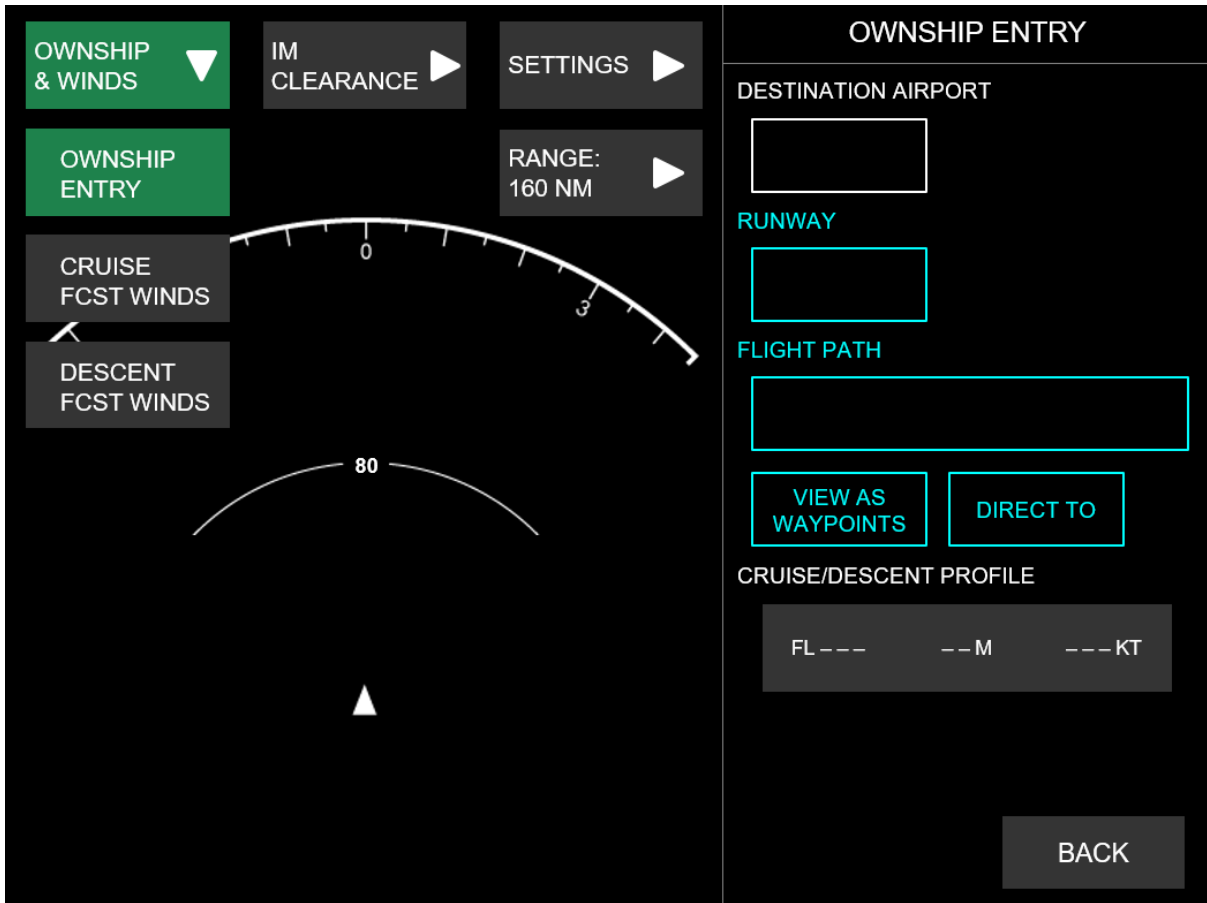 OWNSHIP
& WINDS
IM
CLEARANCE
SETTINGS
OWNSHIP
ENTRY
RANGE:
160 NM
CRUISE
FCST WINDS
DESCENT
FCST WINDS
0
3
80
OWNSHIP ENTRY
DESTINATION AIRPORT
RUNWAY
FLIGHT PATH
VIEW AS
WAYPOINTS
DIRECT TO
CRUISE/DESCENT PROFILE
FL – – – – – M – – – KT
BACK